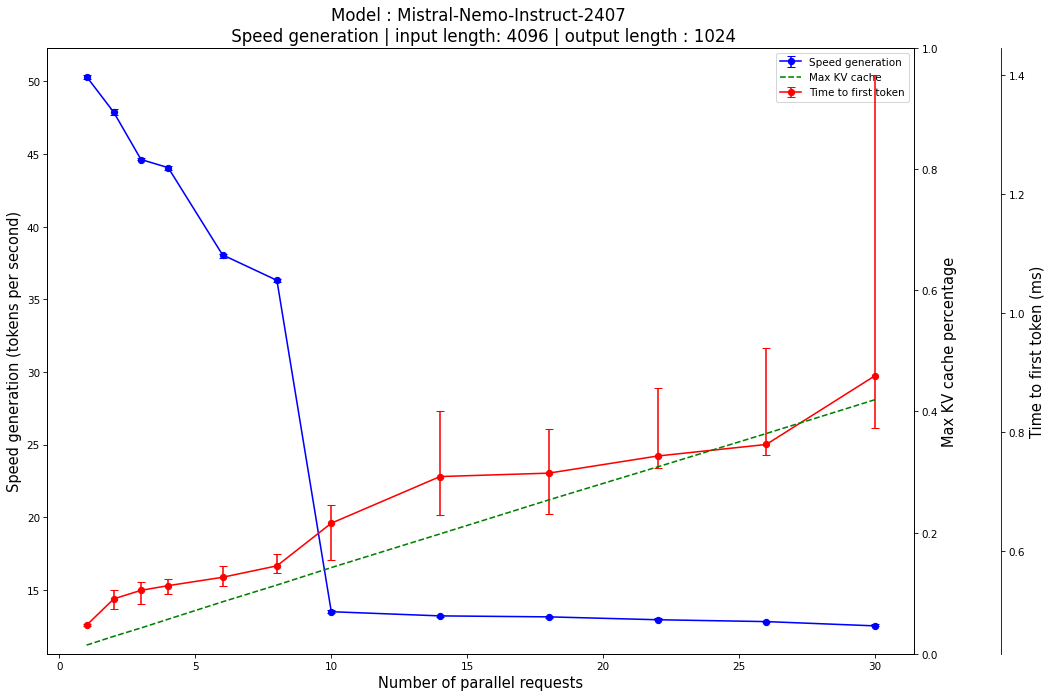 Model : Mistral-Nemo-Instruct-2407
Speed generation | input length: 4096 | output length : 1024
Speed generation
Max KV cache
Time to first token
Speed generation (tokens per second)
50
45
40
35
30
25
20
15
0
5
10
15
20
25
30
Number of parallel requests
1.0
0.8
0.6
0.4
0.2
0.0
Max KV cache percentage
1.4
1.2
1.0
0.8
0.6
Time to first token (ms)